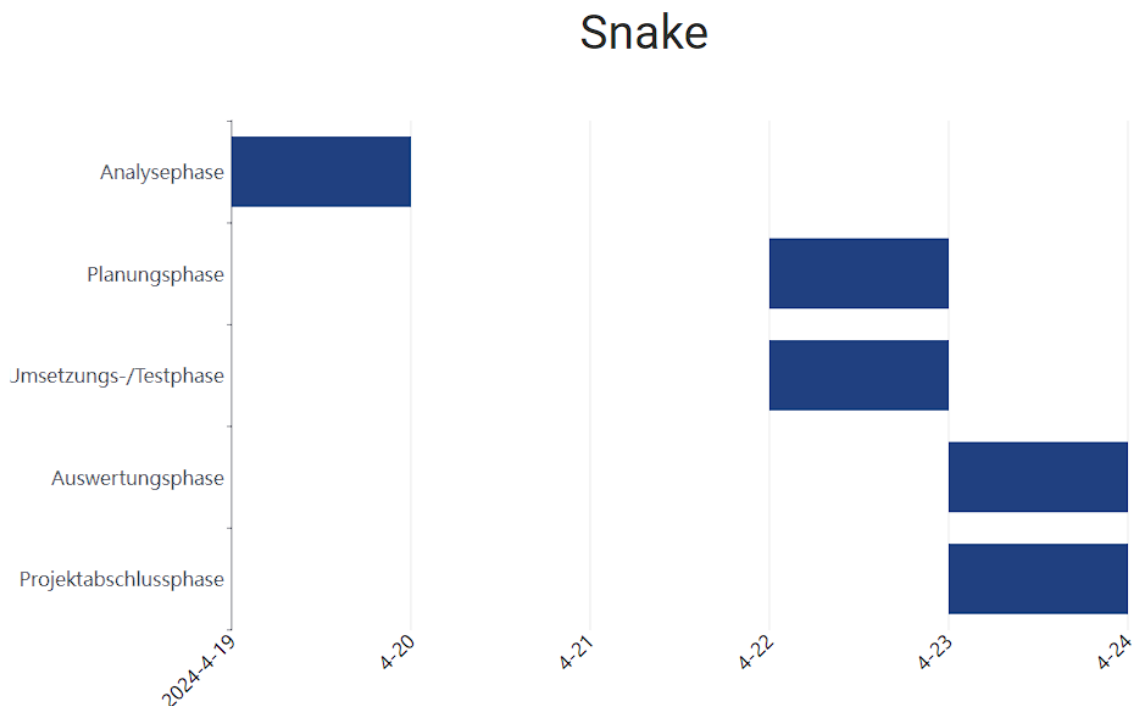 Snake
Analysephase
Planungsphase
Jmsetzungs-/Testphase
Auswertungsphase
Projektabschlussphase
2024-4-19
4-20
4-21
4-22
4-23
4-24